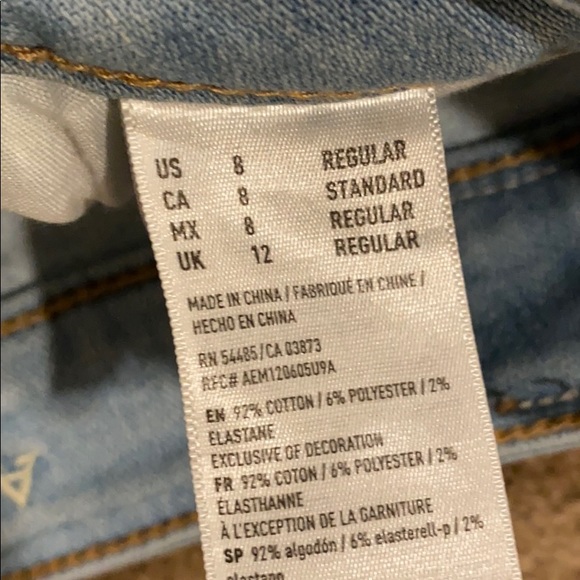 US 8 REGULAR
CA 8 STANDARD
MX 8 REGULAR
UK 12 REGULAR
MADE IN CHINA / FABRIQUÉ EN CHINE /
HECHO EN CHINA
RN 54485/CA 03873
RFC# AEM120605U9A
EN 92% COTTON / 6% POLYESTER / 2%
ELASTANE
EXCLUSIVE OF DECORATION
FR 92% COTON / 6% POLYESTER / 2%
ÉLASTHANNE
À L'EXCEPTION DE LA GARNITURE
SP 92% algodón / 6% elasterell-p / 2%
elastano